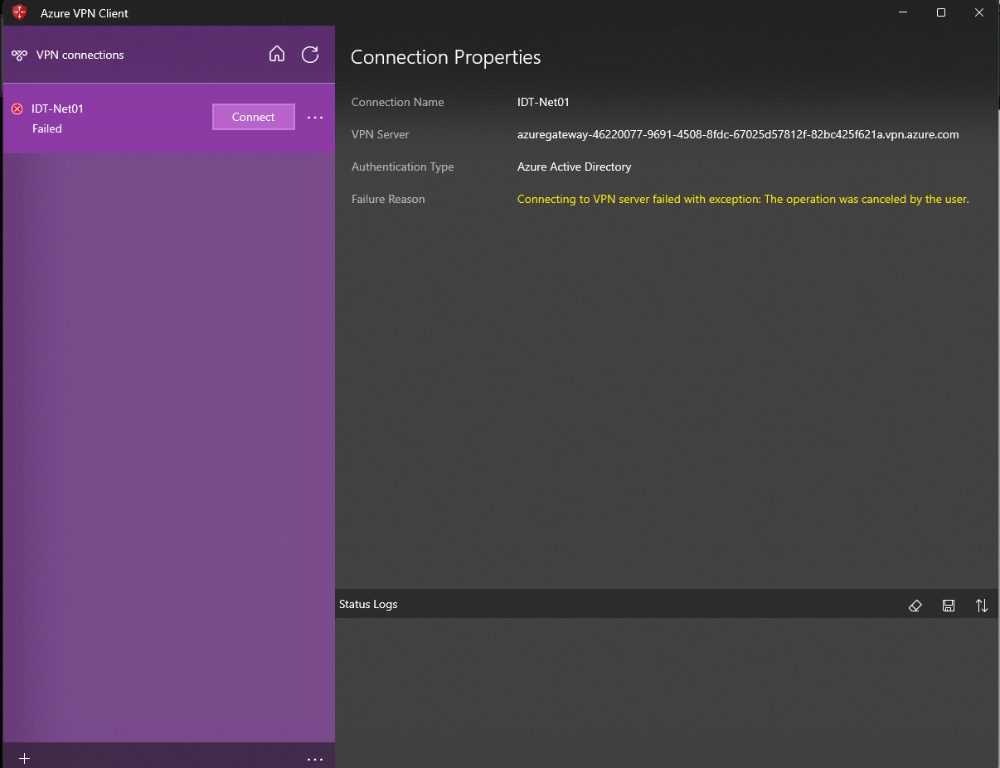 Azure VPN Client
VPN connections
IDT-Net01
Failed
Connect
Connection Properties
Connection Name IDT-Net01
VPN Server azuregateway-46220077-9691-4508-8fdc-67025d57812f-82bc425f621a.vpn.azure.com
Authentication Type Azure Active Directory
Failure Reason Connecting to VPN server failed with exception: The operation was canceled by the user.
Status Logs